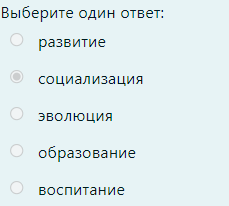 Выберите один ответ:
развитие
социализация
эволюция
образование
воспитание